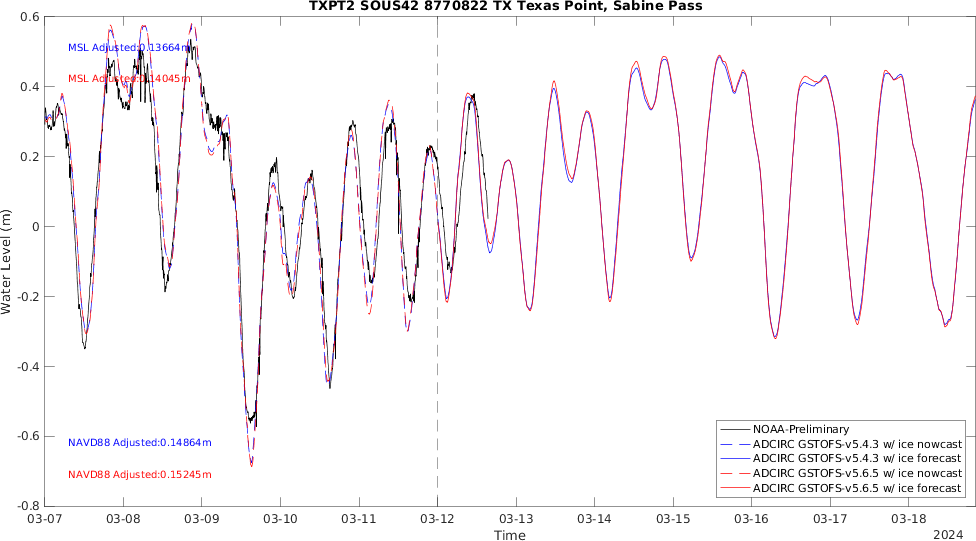 TXPT2 SOUS42 8770822 TX Texas Point, Sabine Pass
0.6
0.4
0.2
0
-0.2
-0.4
-0.6
-0.8
Water Level (m)
MSL Adjusted:0.13664m
MSL Adjusted:0.14045m
NAVD88 Adjusted:0.14864m
NAVD88 Adjusted:0.15245m
NOAA-Preliminary
ADCIRC GSTOFS-v5.4.3 w/ ice nowcast
ADCIRC GSTOFS-v5.4.3 w/ ice forecast
ADCIRC GSTOFS-v5.6.5 w/ ice nowcast
ADCIRC GSTOFS-v5.6.5 w/ ice forecast
03-07 03-08 03-09 03-10 03-11 03-12 03-13 03-14 03-15 03-16 03-17 03-18
Time
2024